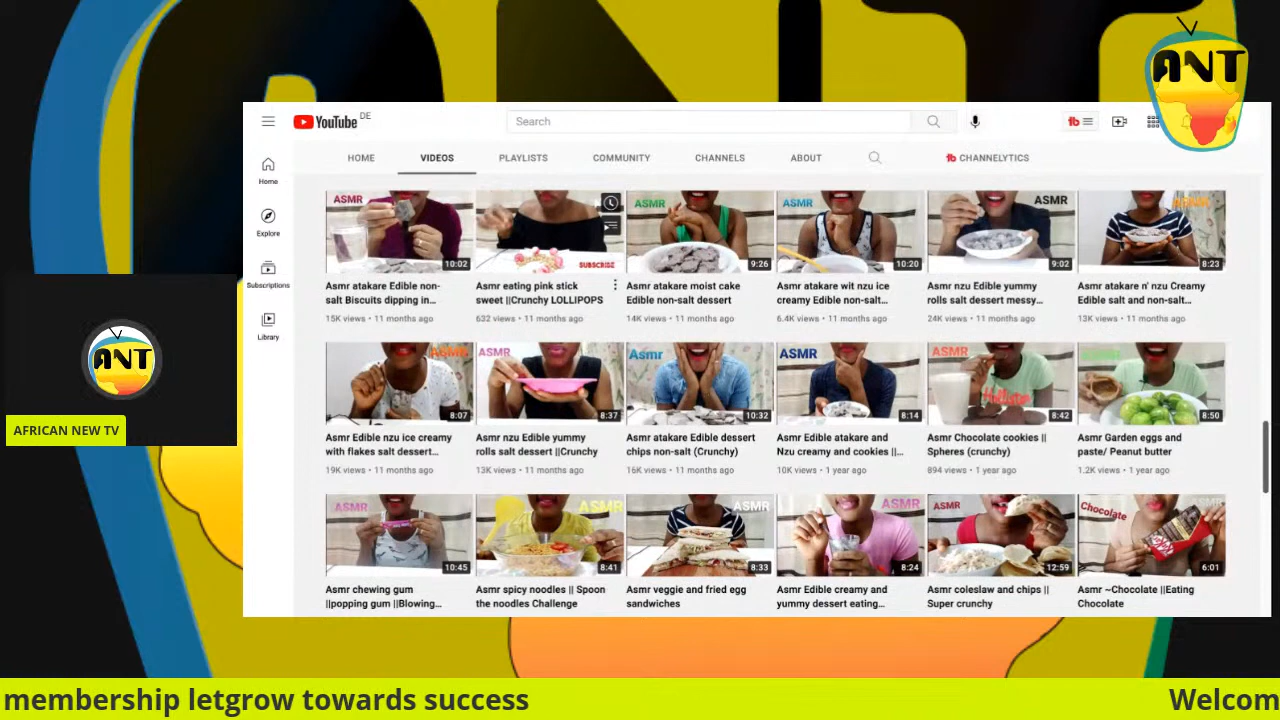 ANT
YouTube DE
Search
HOME
VIDEOS
PLAYLISTS
COMMUNITY
CHANNELS
ABOUT
CHANNELYTICS
Home
Explore
Subscriptions
Library
ASMR
10:02
SUBSCRIBE
ASMR
9:26
ASMR
10:20
ASMR
9:02
8:23
Asmr atakare Edible non-
salt Biscuits dipping in...
15K views • 11 months ago
Asmr eating pink stick
sweet ||Crunchy LOLLIPOPS
632 views • 11 months ago
Asmr atakare moist cake
Edible non-salt dessert
14K views • 11 months ago
Asmr atakare wit nzu ice
creamy Edible non-salt...
6.4K views • 11 months ago
Asmr nzu Edible yummy
rolls salt dessert messy...
24K views • 11 months ago
Asmr atakare n' nzu Creamy
Edible salt and non-salt...
13K views • 11 months ago
ASMR
8:07
ASMR
8:37
Asmr
10:32
ASMR
8:14
ASMR
8:42
ASMR
8:50
Asmr Edible nzu ice creamy
with flakes salt dessert...
19K views • 11 months ago
Asmr nzu Edible yummy
rolls salt dessert ||Crunchy
13K views • 11 months ago
Asmr atakare Edible dessert
chips non-salt (Crunchy)
16K views • 11 months ago
Asmr Edible atakare and
Nzu creamy and cookies ||...
10K views • 1 year ago
Asmr Chocolate cookies ||
Spheres (crunchy)
894 views • 1 year ago
Asmr Garden eggs and
paste/ Peanut butter
1.2K views • 1 year ago
ASMR
10:45
ASMR
8:41
ASMR
8:33
ASMR
8:24
ASMR
12:59
Chocolate
6:01
Asmr chewing gum
||popping gum ||Blowing...
Asmr spicy noodles || Spoon
the noodles Challenge
Asmr veggie and fried egg
sandwiches
Asmr Edible creamy and
yummy dessert eating...
Asmr coleslaw and chips ||
Super crunchy
Asmr ~Chocolate ||Eating
Chocolate
ANT
AFRICAN NEW TV
membership letgrow towards success
Welcom